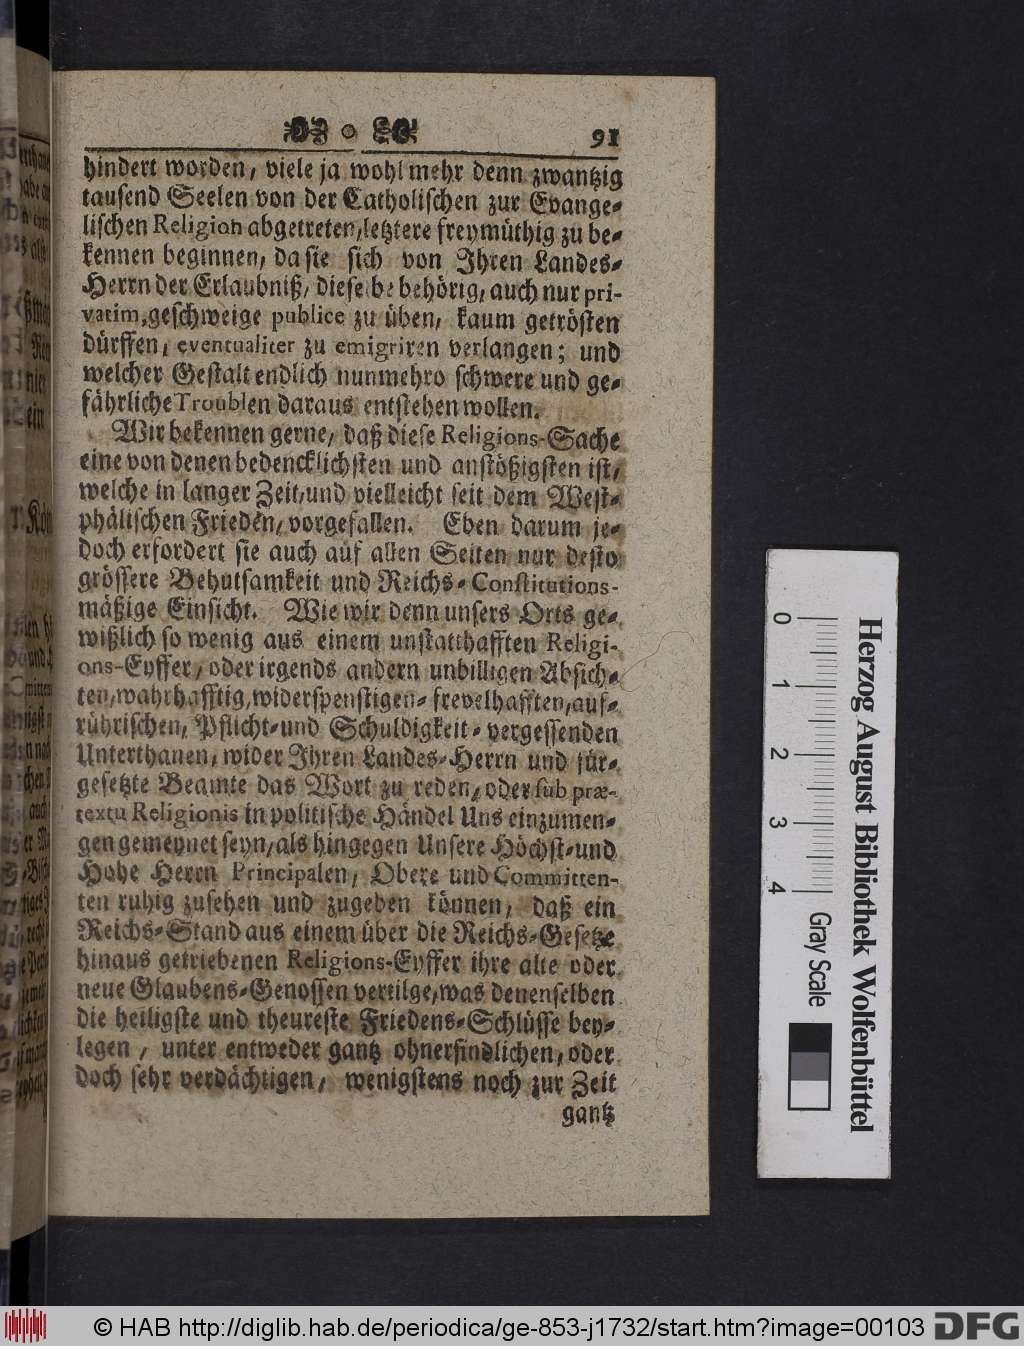 91
hindert worden, viele ja wohl mehr denn zwantzig
tausend Seelen von der Catholischen zur Evange-
lischen Religion abgetreten, letztere freymüthig zu be-
kennen beginnen, da sie sich von Ihren Landes-
Herrn der Erlaubniß, dieselbe behörig, auch nur pri-
vatim, geschweige publice zu üben, kaum getrösten
dürffen, eventualiter zu emigriren verlangen; und
welcher Gestalt endlich nunmehro schwere und ge-
fährliche Troublen daraus entstehen wollen.
Wir bekennen gerne, daß diese Religions-Sache
eine von denen bedencklichsten und anstößigsten ist,
welche in langer Zeit, und vielleicht seit dem West-
phälischen Frieden, vorgefallen. Eben darum je-
doch erfordert sie auch auf allen Seiten nur desto
grössere Behutsamkeit und Reichs-Constitutions-
mäßige Einsicht. Wie wir denn unsers Orts ge-
wißlich so wenig aus einem unstatthafften Religi-
ons-Eyffer, oder irgends andern unbilligen Absich-
ten, wahrhafftig, widerspenstigen- frevelhafften, auf-
rührischen, Pflicht- und Schuldigkeit- vergessenden
Unterthanen, wider Ihren Landes-Herrn und für-
gesetzte Beamte das Wort zu reden, oder sub præ-
textu Religionis in politische Händel Uns einzumen-
gen gemeynet seyn, als hingegen Unsere Höchst- und
Hohe Herrn Principalen, Obere und Committen-
ten ruhig zusehen und zugeben können, daß ein
Reichs-Stand aus einem über die Reichs-Gesetze
hinaus getriebenen Religions-Eyffer ihre alte oder
neue Glaubens-Genossen vertilge, was denenselben
die heiligste und theureste Friedens-Schlüsse bey-
legen, unter entweder gantz ohnerfindlichen, oder
doch sehr verdächtigen, wenigstens noch zur Zeit
gantz
0 1 2 3 4 Gray Scale
Herzog August Bibliothek Wolfenbüttel
© HAB http://diglib.hab.de/periodica/ge-853-j1732/start.htm?image=00103
DFG